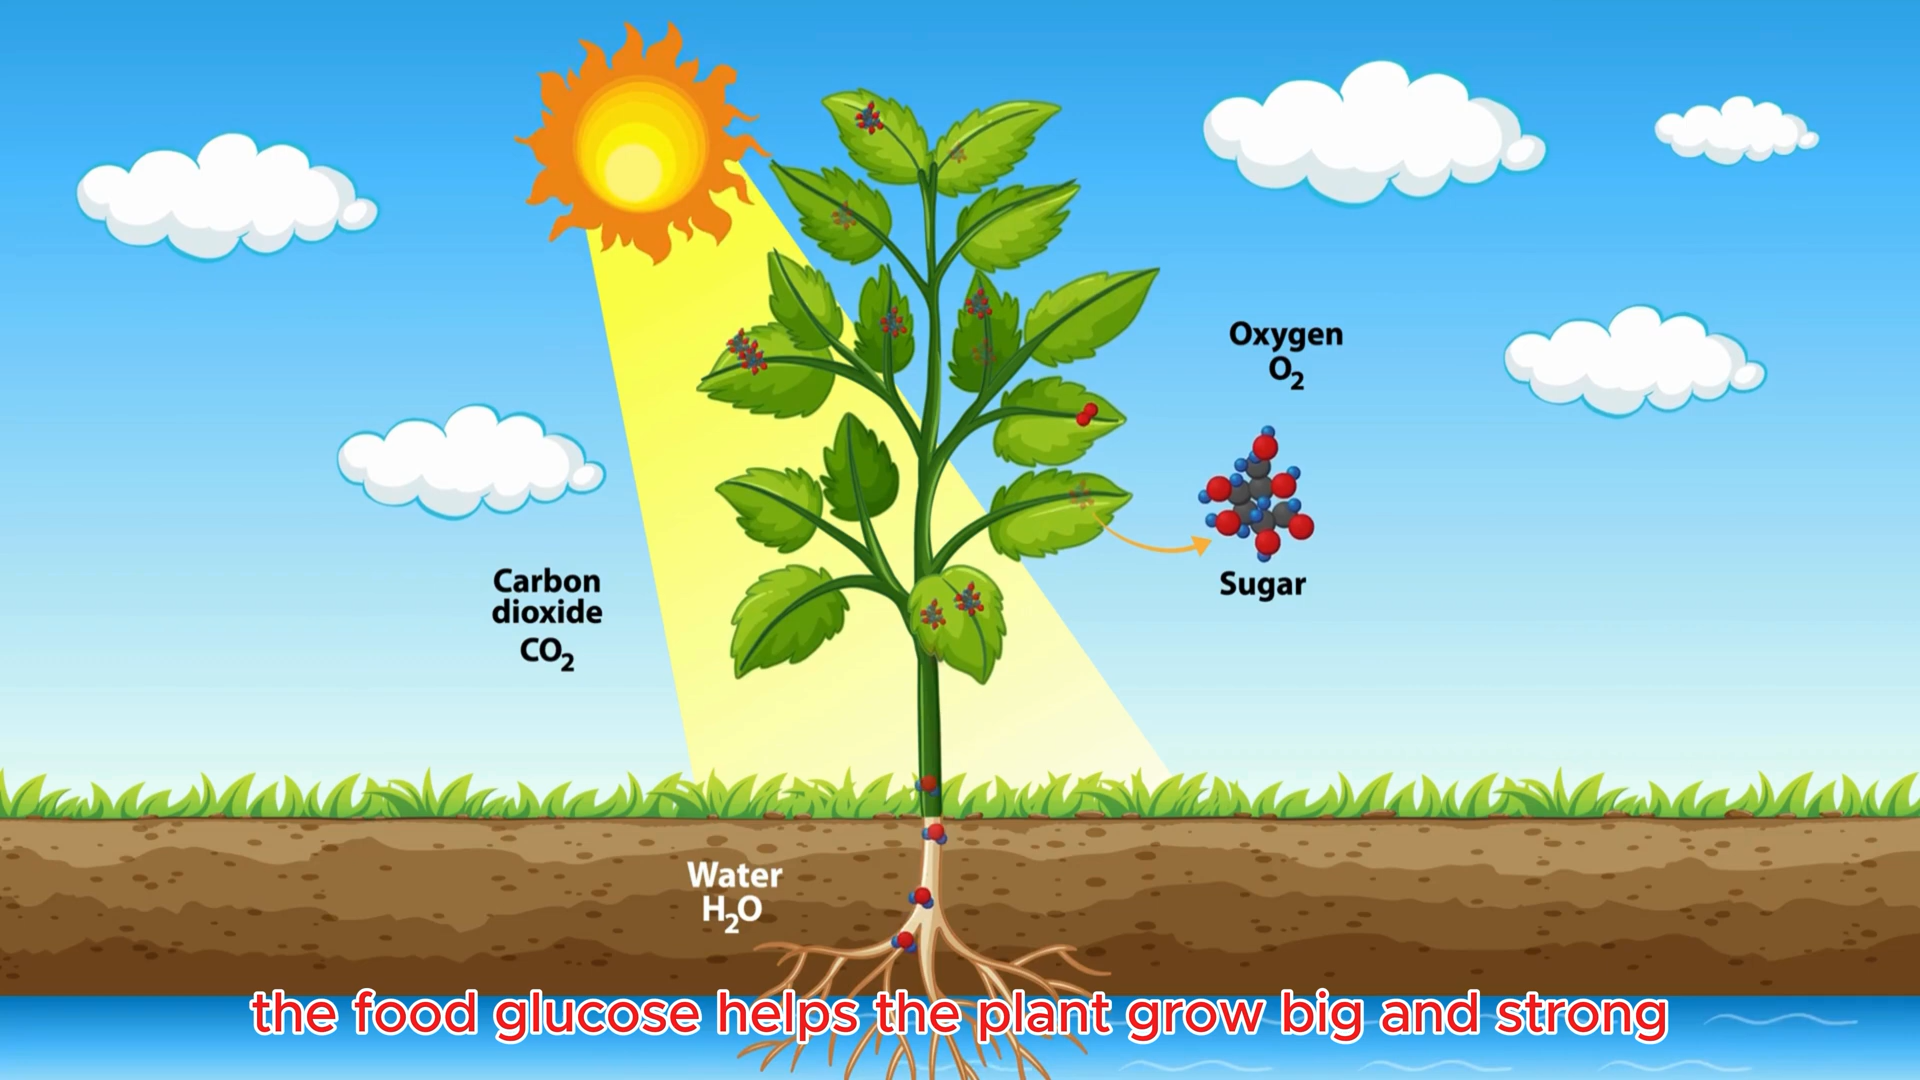 Oxygen
O₂
Sugar
Carbon
dioxide
CO₂
Water
H₂O
the food glucose helps the plant grow big and strong